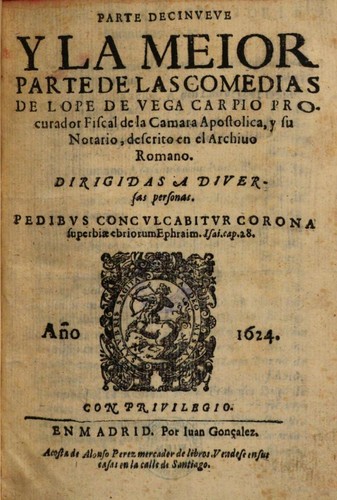 PARTE DECINVEVE
Y LA MEIOR
PARTE DE LAS COMEDIAS
DE LOPE DE VEGA CARPIO PRO-
curador Fiscal de la Camara Apostolica, y su
Notario, descrito en el Archiuo
Romano.
DIRIGIDAS A DIVER-
sas personas.
PEDIBVS CONCVLCABITVR CORONA
superbiæ ebriorum Ephraim. Isai. cap. 28.
Año 1624.
CON PRIVILEGIO.
EN MADRID. Por Iuan Gonçalez.
Acosta de Alonso Perez mercader de libros. Vendese en sus
casas en la calle de Santiago.